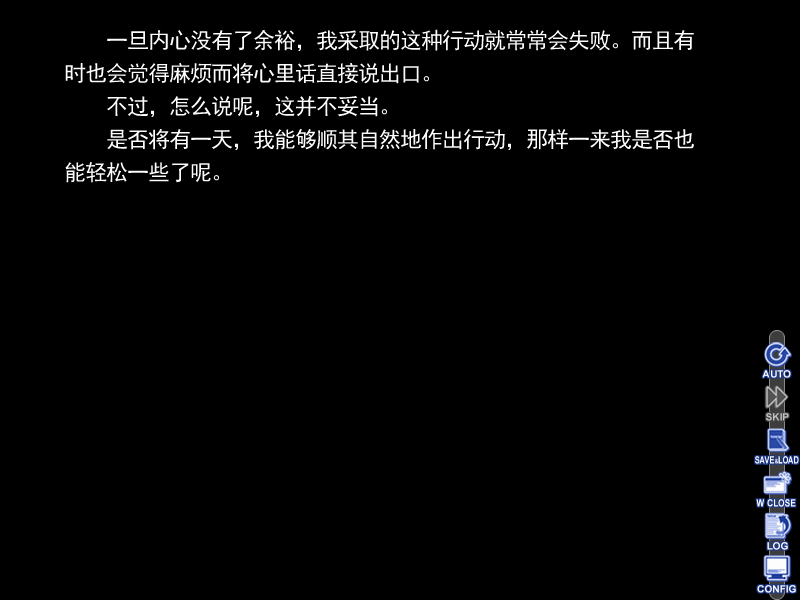 一旦内心没有了余裕，我采取的这种行动就常常会失败。而且有
时也会觉得麻烦而将心里话直接说出口。
不过，怎么说呢，这并不妥当。
是否将有一天，我能够顺其自然地作出行动，那样一来我是否也
能轻松一些了呢。
AUTO
SKIP
SAVE&LOAD
W CLOSE
LOG
CONFIG